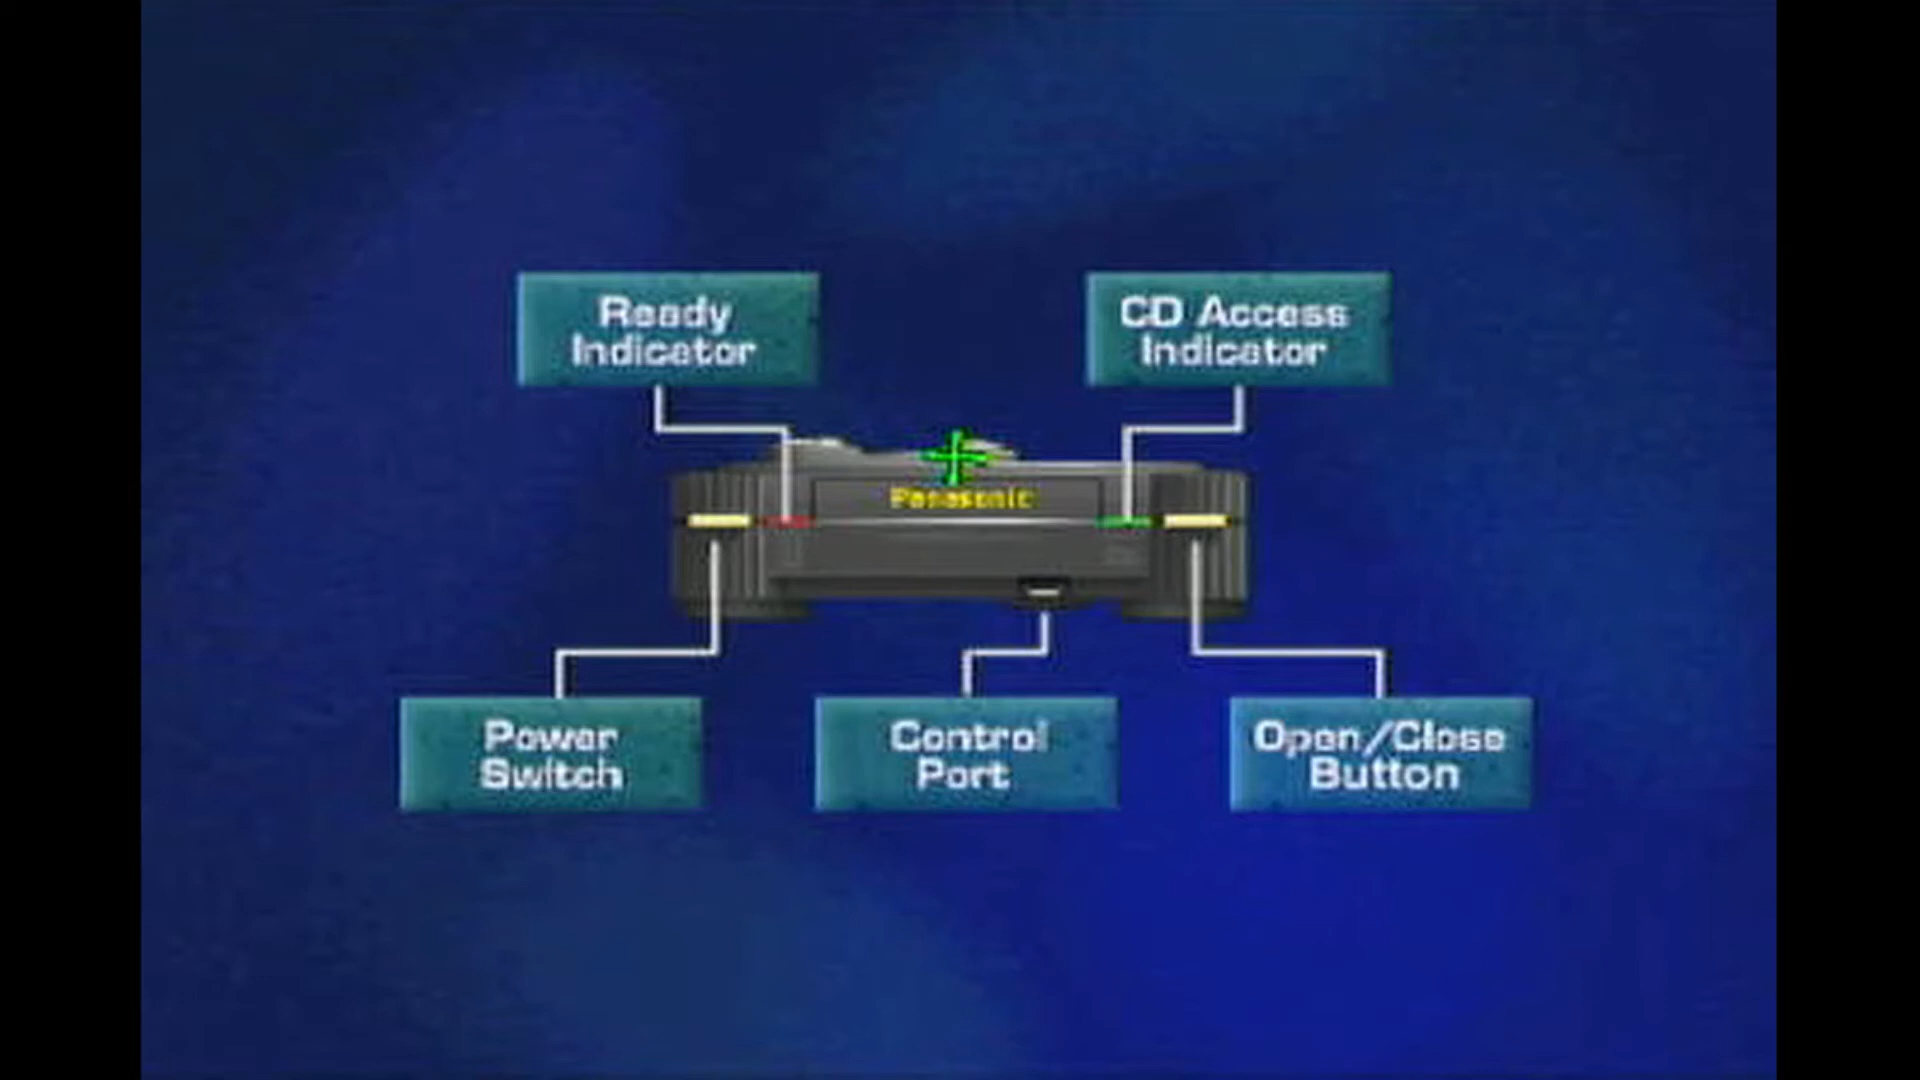 Ready
Indicator
CD Access
Indicator
Panasonic
Power
Switch
Control
Port
Open/Close
Button